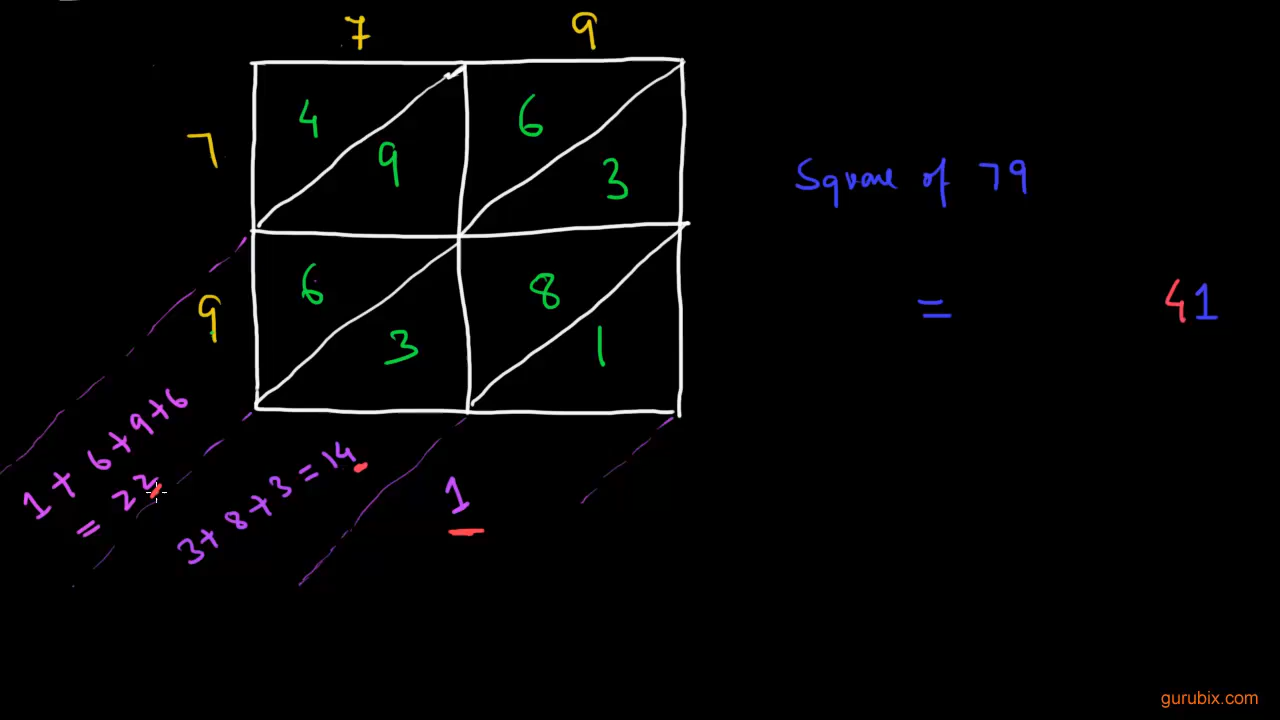 7 9
7 4 9 6 3
9 6 3 8 1
Square of 79
= 41
1 + 6 + 9 + 6
= 22
3 + 8 + 3 = 14
1
gurubix.com